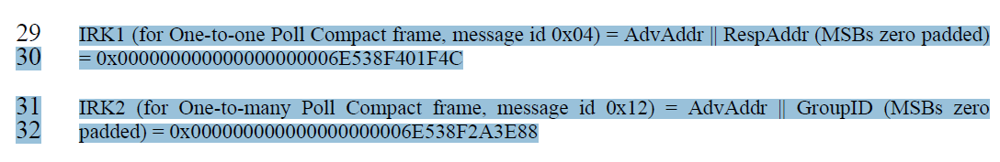 29 IRK1 (for One-to-one Poll Compact frame, message id 0x04) = AdvAddr || RespAddr (MSBs zero padded)
30 = 0x000000000000000000006E538F401F4C
31 IRK2 (for One-to-many Poll Compact frame, message id 0x12) = AdvAddr || GroupID (MSBs zero
32 padded) = 0x000000000000000000006E538F2A3E88